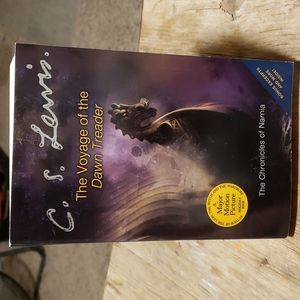 C. S. Lewis.
The Voyage of the
Dawn Treader
The Chronicles of Narnia
A
Major
Motion
Picture